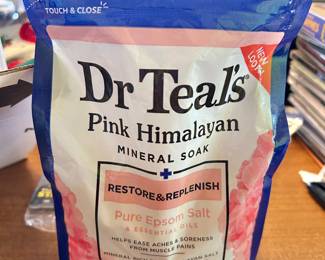 TOUCH & CLOSE
NEW LOOK!
Dr Teal's
Pink Himalayan
MINERAL SOAK
RESTORE & REPLENISH
Pure Epsom Salt
& ESSENTIAL OILS
HELPS EASE ACHES & SORENESS
FROM MUSCLE PAINS
MINERAL